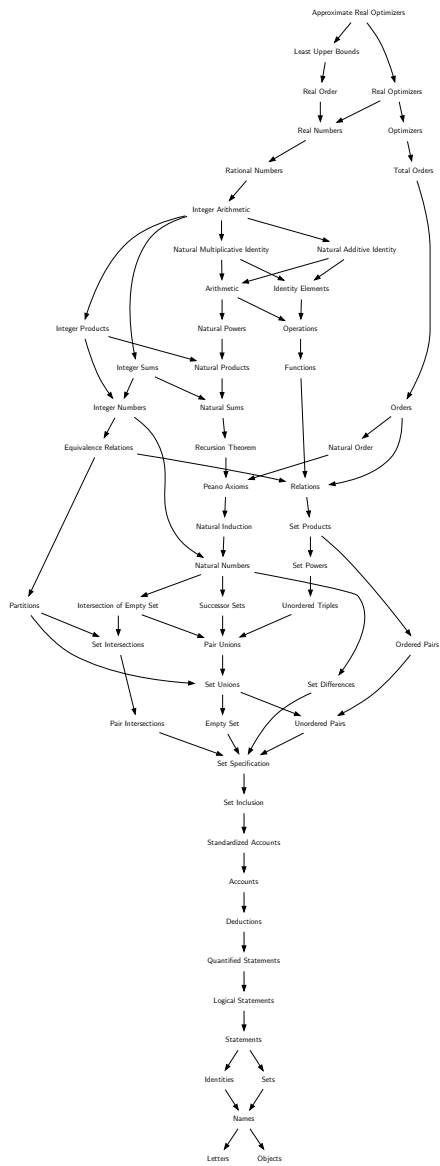 Approximate Real Optimizers
Least Upper Bounds
Real Order
Real Optimizers
Real Numbers
Optimizers
Rational Numbers
Total Orders
Integer Arithmetic
Natural Multiplicative Identity
Natural Additive Identity
Arithmetic
Identity Elements
Integer Products
Natural Powers
Operations
Integer Sums
Natural Products
Functions
Integer Numbers
Natural Sums
Orders
Equivalence Relations
Recursion Theorem
Natural Order
Peano Axioms
Relations
Natural Induction
Set Products
Natural Numbers
Set Powers
Partitions
Intersection of Empty Set
Successor Sets
Unordered Triples
Set Intersections
Pair Unions
Ordered Pairs
Set Unions
Set Differences
Pair Intersections
Empty Set
Unordered Pairs
Set Specification
Set Inclusion
Standardized Accounts
Accounts
Deductions
Quantified Statements
Logical Statements
Statements
Identities
Sets
Names
Letters
Objects